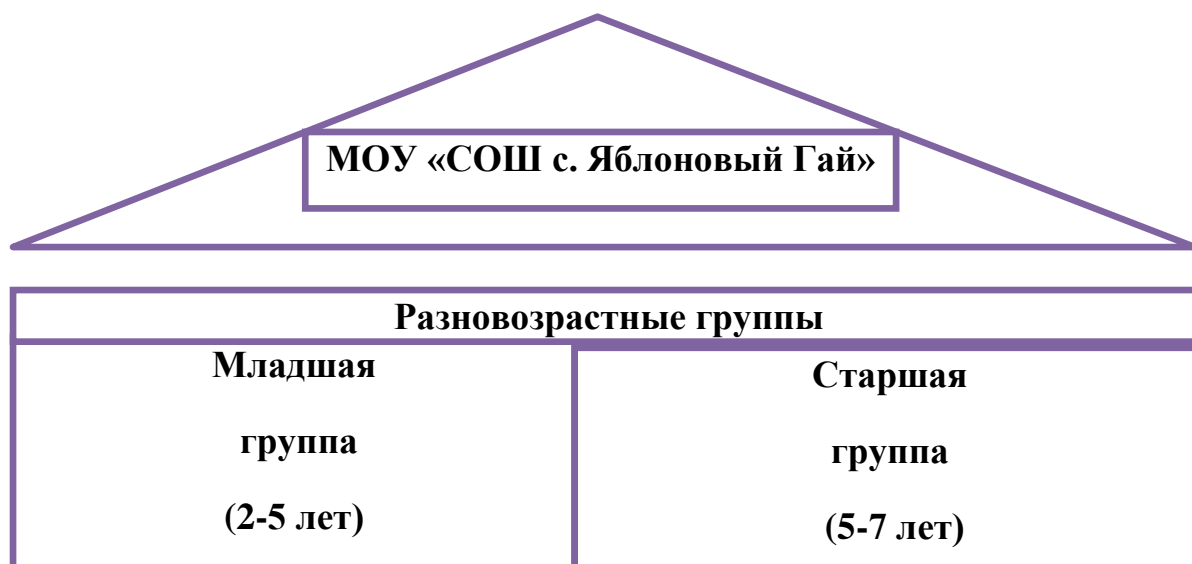 МОУ «СОШ с. Яблоновый Гай»
Разновозрастные группы
Младшая
группа
(2-5 лет)
Старшая
группа
(5-7 лет)